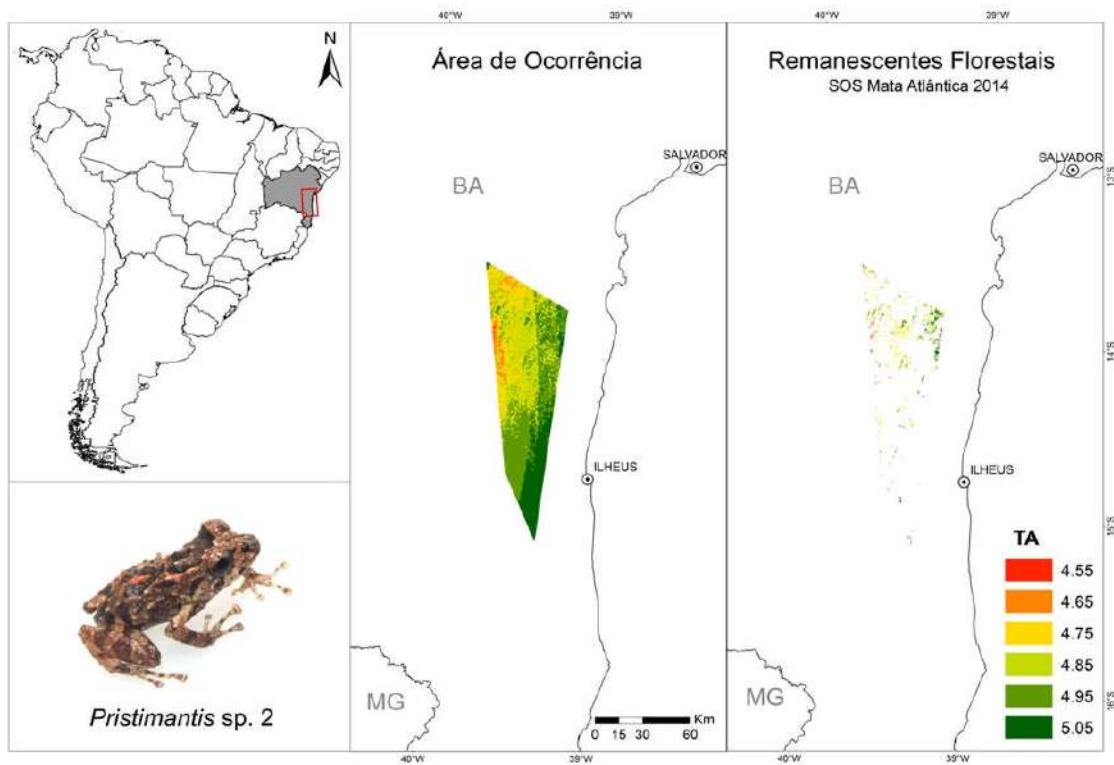 N
Pristimantis sp. 2
40°W
39°W
39°W
Área de Ocorrência
Remanescentes Florestais
SOS Mata Atlântica 2014
SALVADOR
SALVADOR
13°S
BA
BA
14°S
ILHEUS
ILHEUS
15°S
TA
4.55
4.65
4.75
4.85
4.95
5.05
MG
MG
Km
0 15 30 60
16°S
40°W
39°W
40°W
39°W